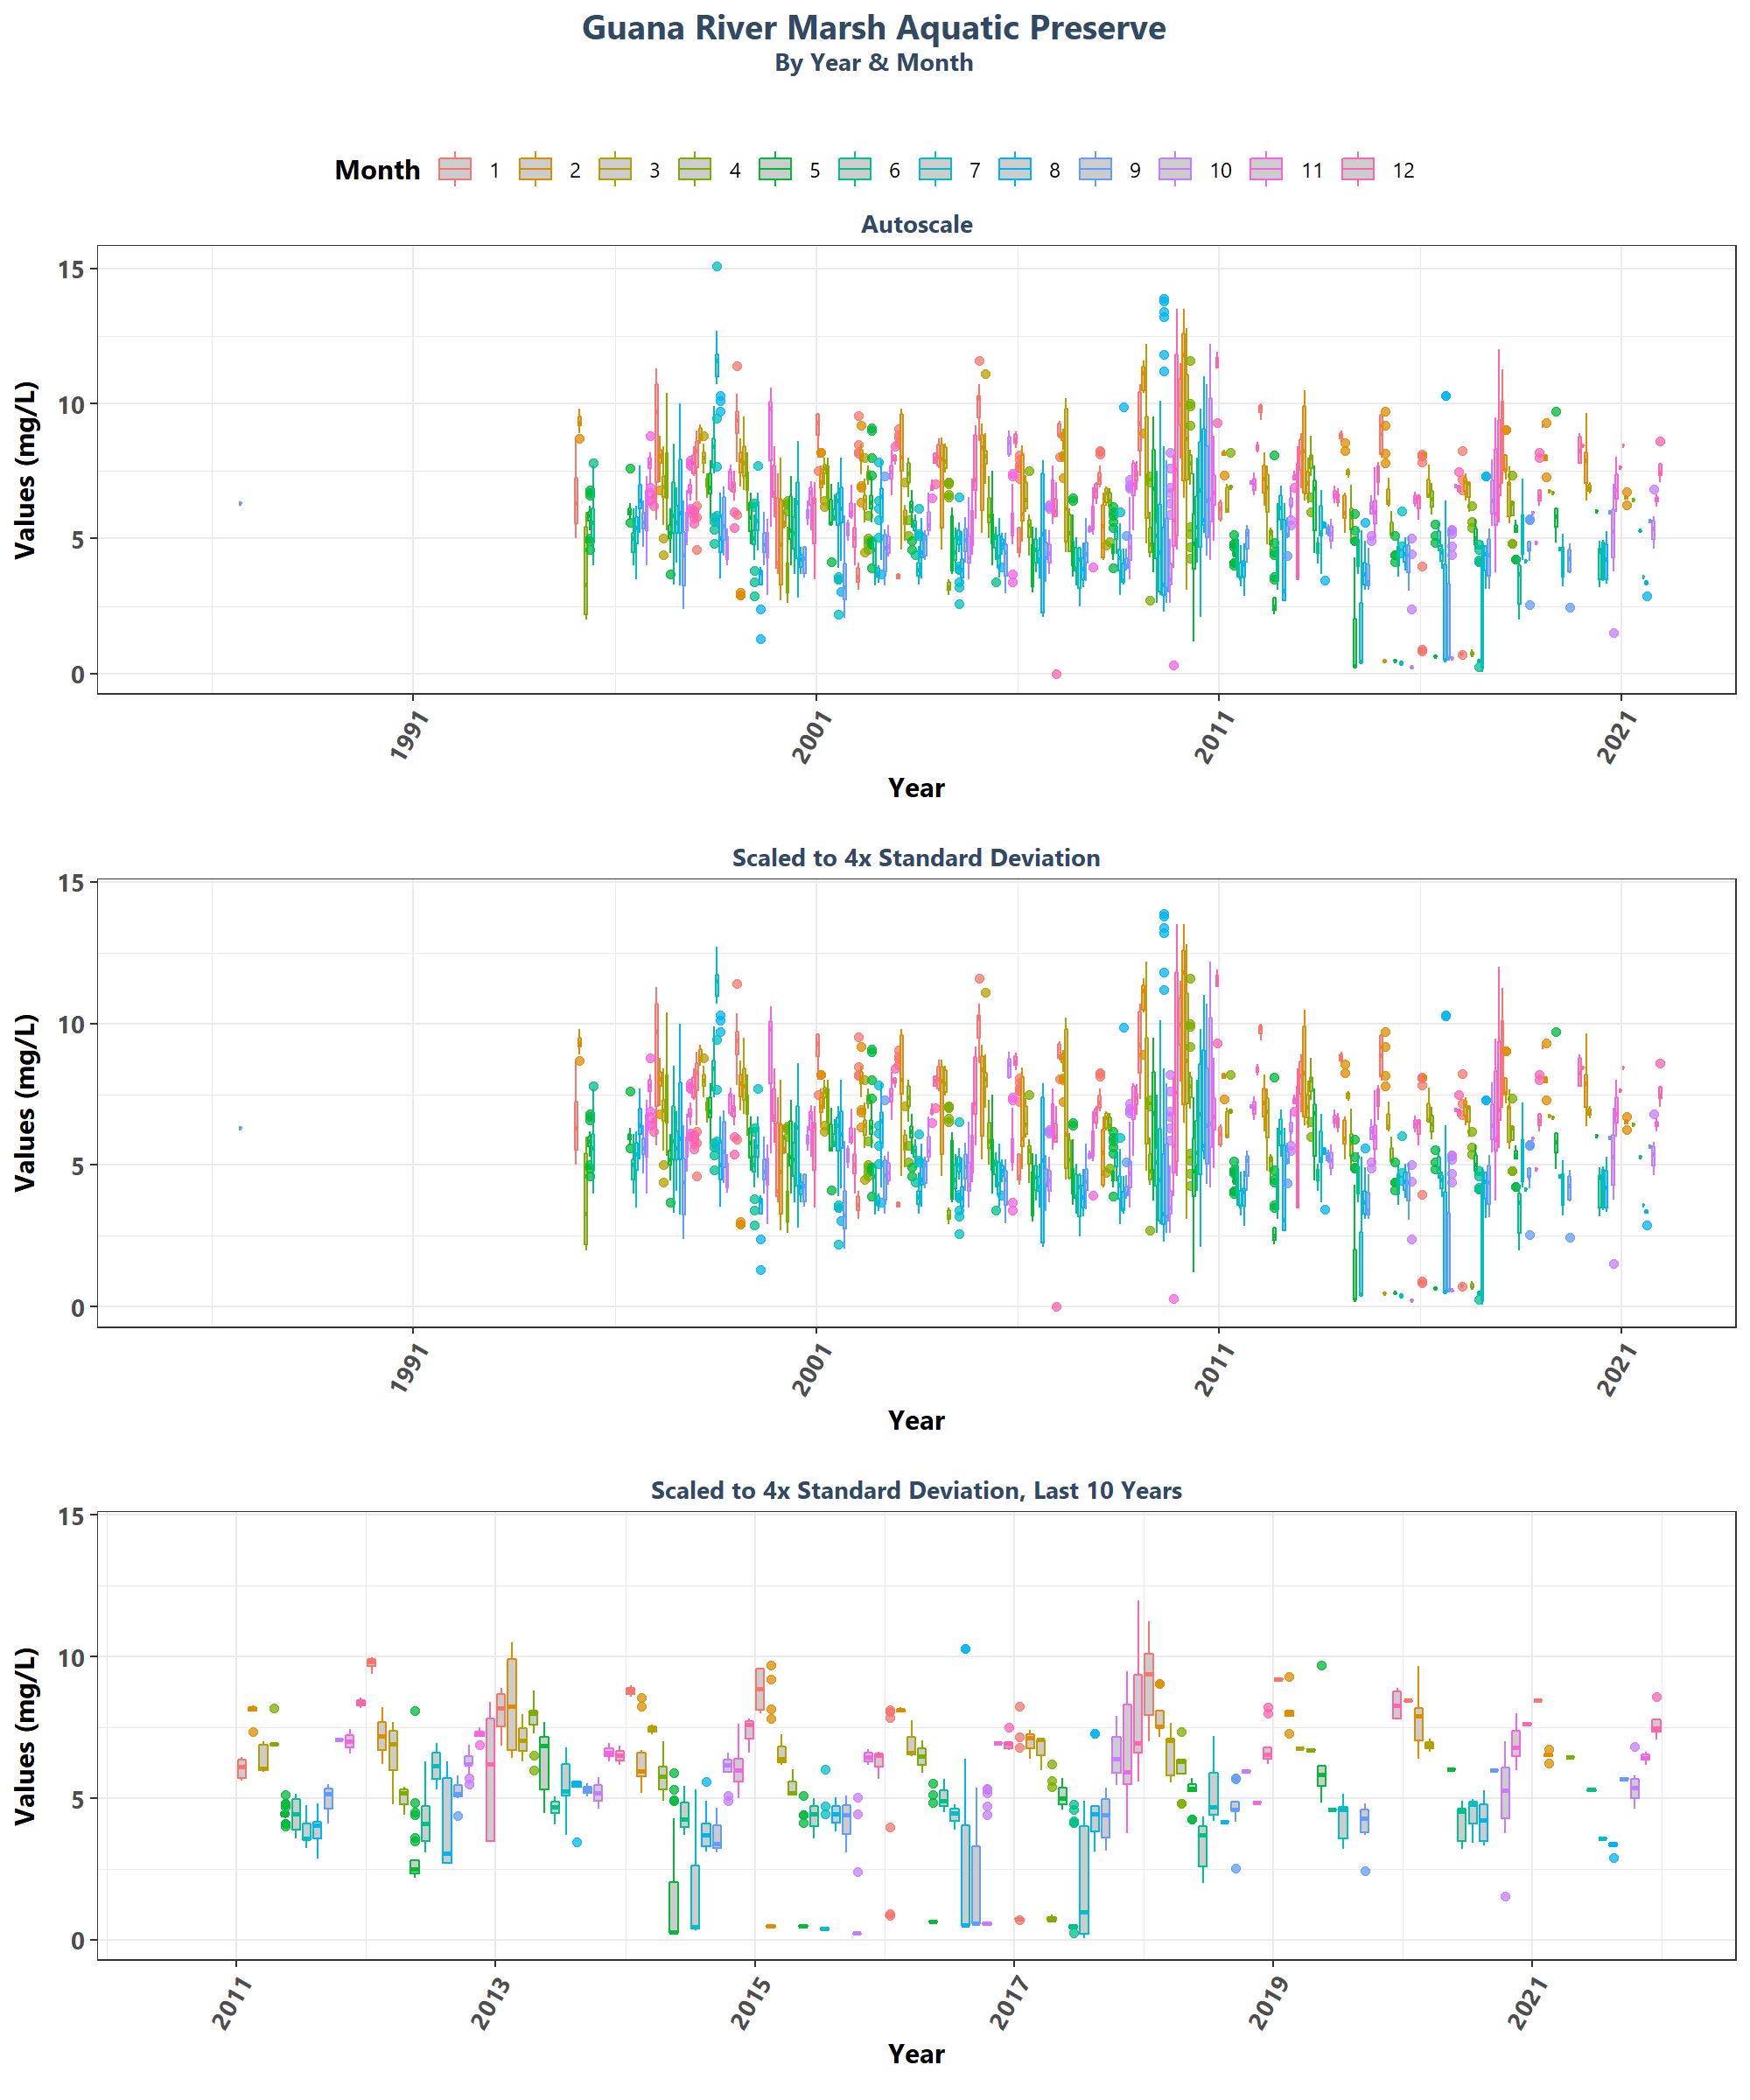 Guana River Marsh Aquatic Preserve
By Year & Month
Month 1 2 3 4 5 6 7 8 9 10 11 12
Autoscale
Values (mg/L)
15
10
5
0
1991 2001 2011 2021
Year
Scaled to 4x Standard Deviation
Values (mg/L)
15
10
5
0
1991 2001 2011 2021
Year
Scaled to 4x Standard Deviation, Last 10 Years
Values (mg/L)
15
10
5
0
2011 2013 2015 2017 2019 2021
Year